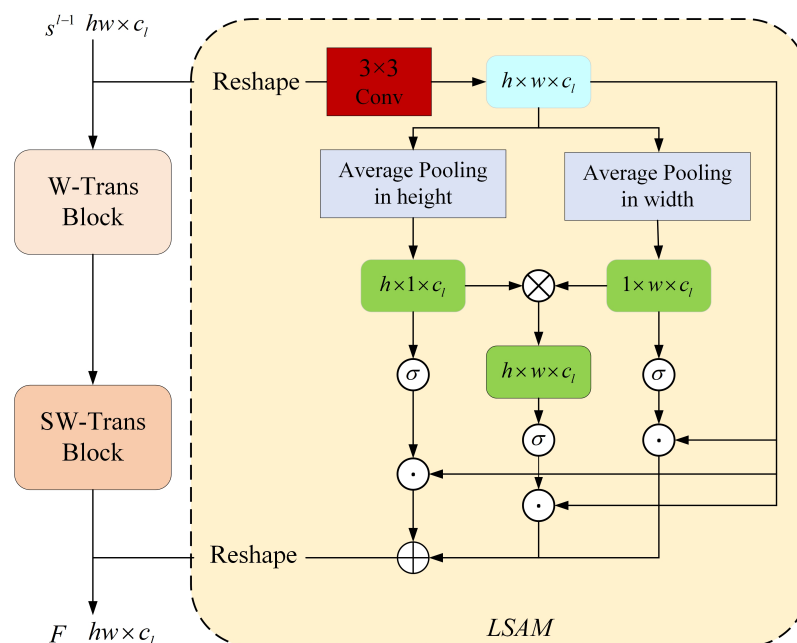 s^{l-1} hw×c_l
Reshape
3×3
Conv
h×w×c_l
W-Trans
Block
Average Pooling
in height
Average Pooling
in width
h×1×c_l
1×w×c_l
σ
h×w×c_l
σ
SW-Trans
Block
σ
Reshape
F hw×c_l
LSAM